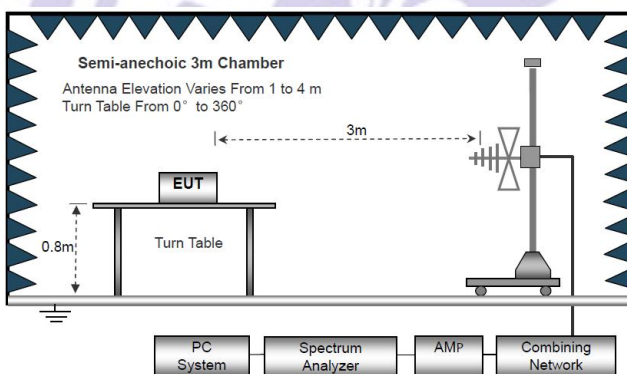 Semi-anechoic 3m Chamber
Antenna Elevation Varies From 1 to 4 m
Turn Table From 0° to 360°
3m
EUT
0.8m
Turn Table
PC System
Spectrum Analyzer
AMP
Combining Network